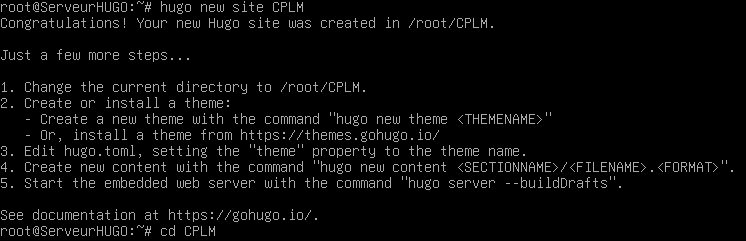 root@ServeurHUGO:~# hugo new site CPLM
Congratulations! Your new Hugo site was created in /root/CPLM.

Just a few more steps...

1. Change the current directory to /root/CPLM.
2. Create or install a theme:
   - Create a new theme with the command "hugo new theme <THEMENAME>"
   - Or, install a theme from https://themes.gohugo.io/
3. Edit hugo.toml, setting the "theme" property to the theme name.
4. Create new content with the command "hugo new content <SECTIONNAME>/<FILENAME>.<FORMAT>".
5. Start the embedded web server with the command "hugo server --buildDrafts".

See documentation at https://gohugo.io/.
root@ServeurHUGO:~# cd CPLM